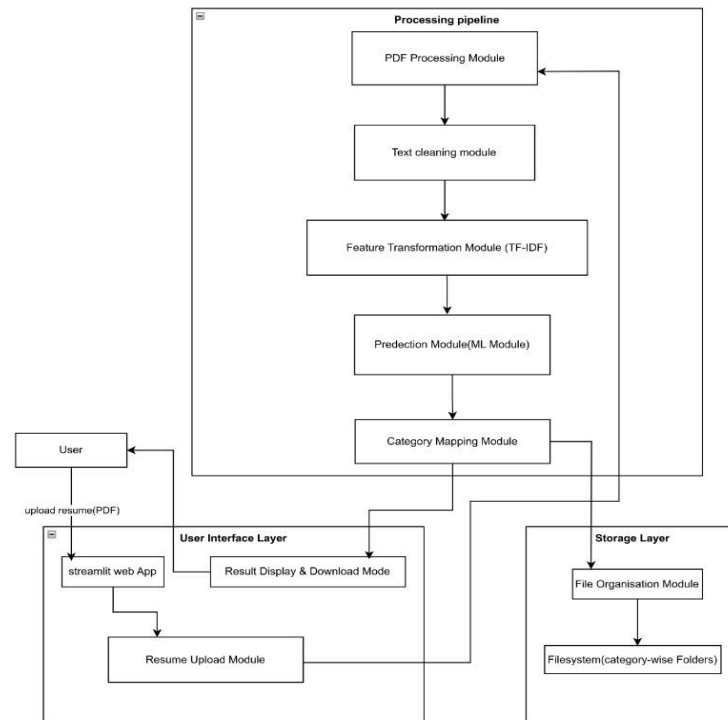 Processing pipeline
PDF Processing Module
Text cleaning module
Feature Transformation Module (TF-IDF)
Predection Module(ML Module)
Category Mapping Module
User
upload resume(PDF)
User Interface Layer
streamlit web App
Result Display & Download Mode
Resume Upload Module
Storage Layer
File Organisation Module
Filesystem(category-wise Folders)